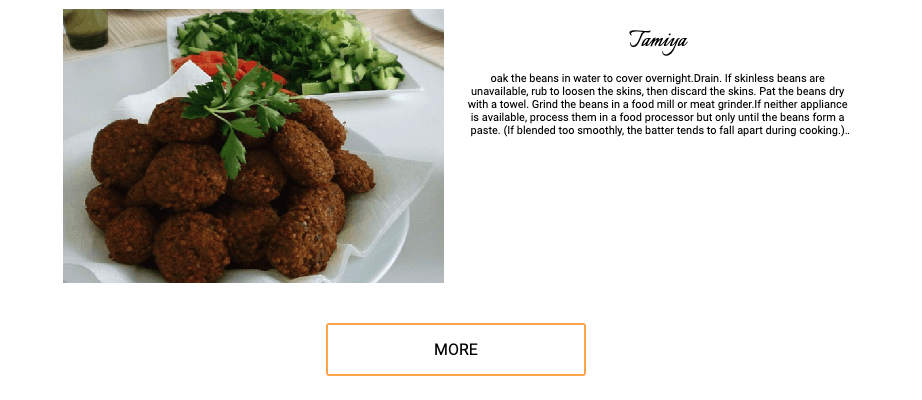 Tamiya
oak the beans in water to cover overnight.Drain. If skinless beans are
unavailable, rub to loosen the skins, then discard the skins. Pat the beans dry
with a towel. Grind the beans in a food mill or meat grinder.If neither appliance
is available, process them in a food processor but only until the beans form a
paste. (If blended too smoothly, the batter tends to fall apart during cooking.)..
MORE